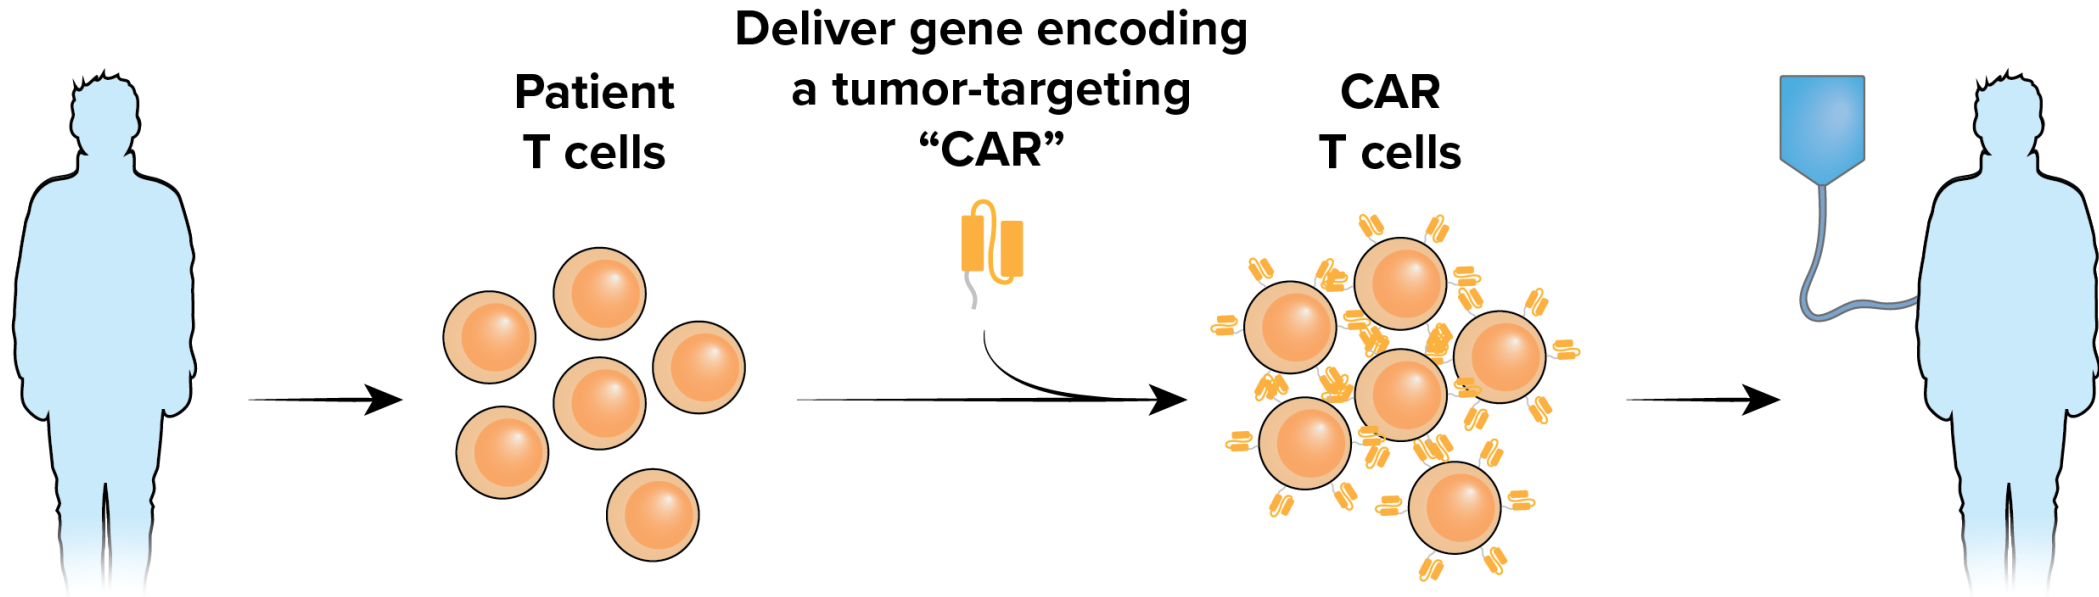 Patient
T cells
Deliver gene encoding
a tumor-targeting
“CAR”
CAR
T cells